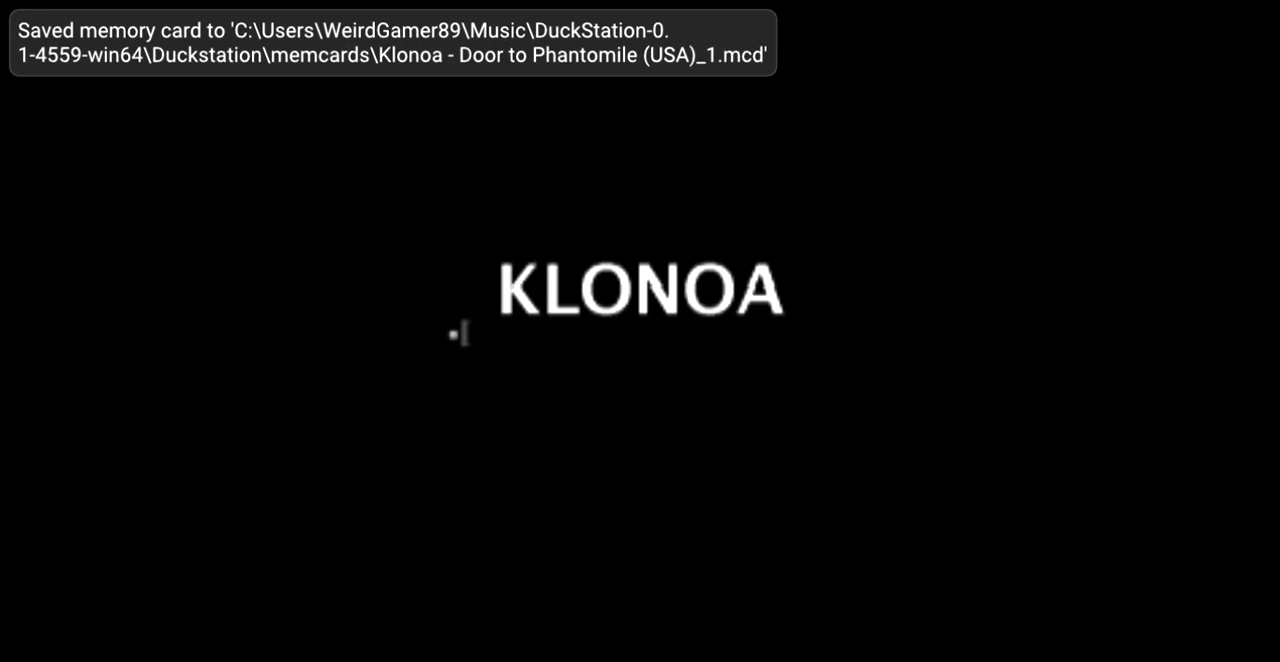 Saved memory card to 'C:\Users\WeirdGamer89\Music\DuckStation-0.
1-4559-win64\Duckstation\memcards\Klonoa - Door to Phantomile (USA)_1.mcd'
KLONOA